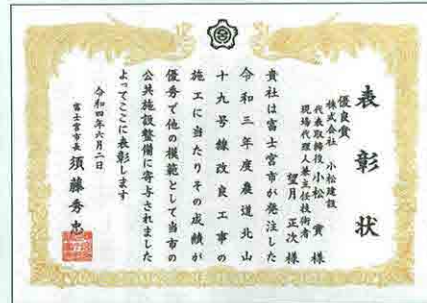 表彰状
優良賞
株式会社 小松建設
代表取締役 小松 貴 様
現場代理人兼主任技術者
望月 正次 様
貴社は富士宮市が発注した
令和三年度農道北山
十九号線改良工事の
施工に当たりその成績が
優秀で他の模範として当市の
公共施設整備に寄与されました
よってここに表彰します
令和四年六月二日
富士宮市長 須藤秀忠